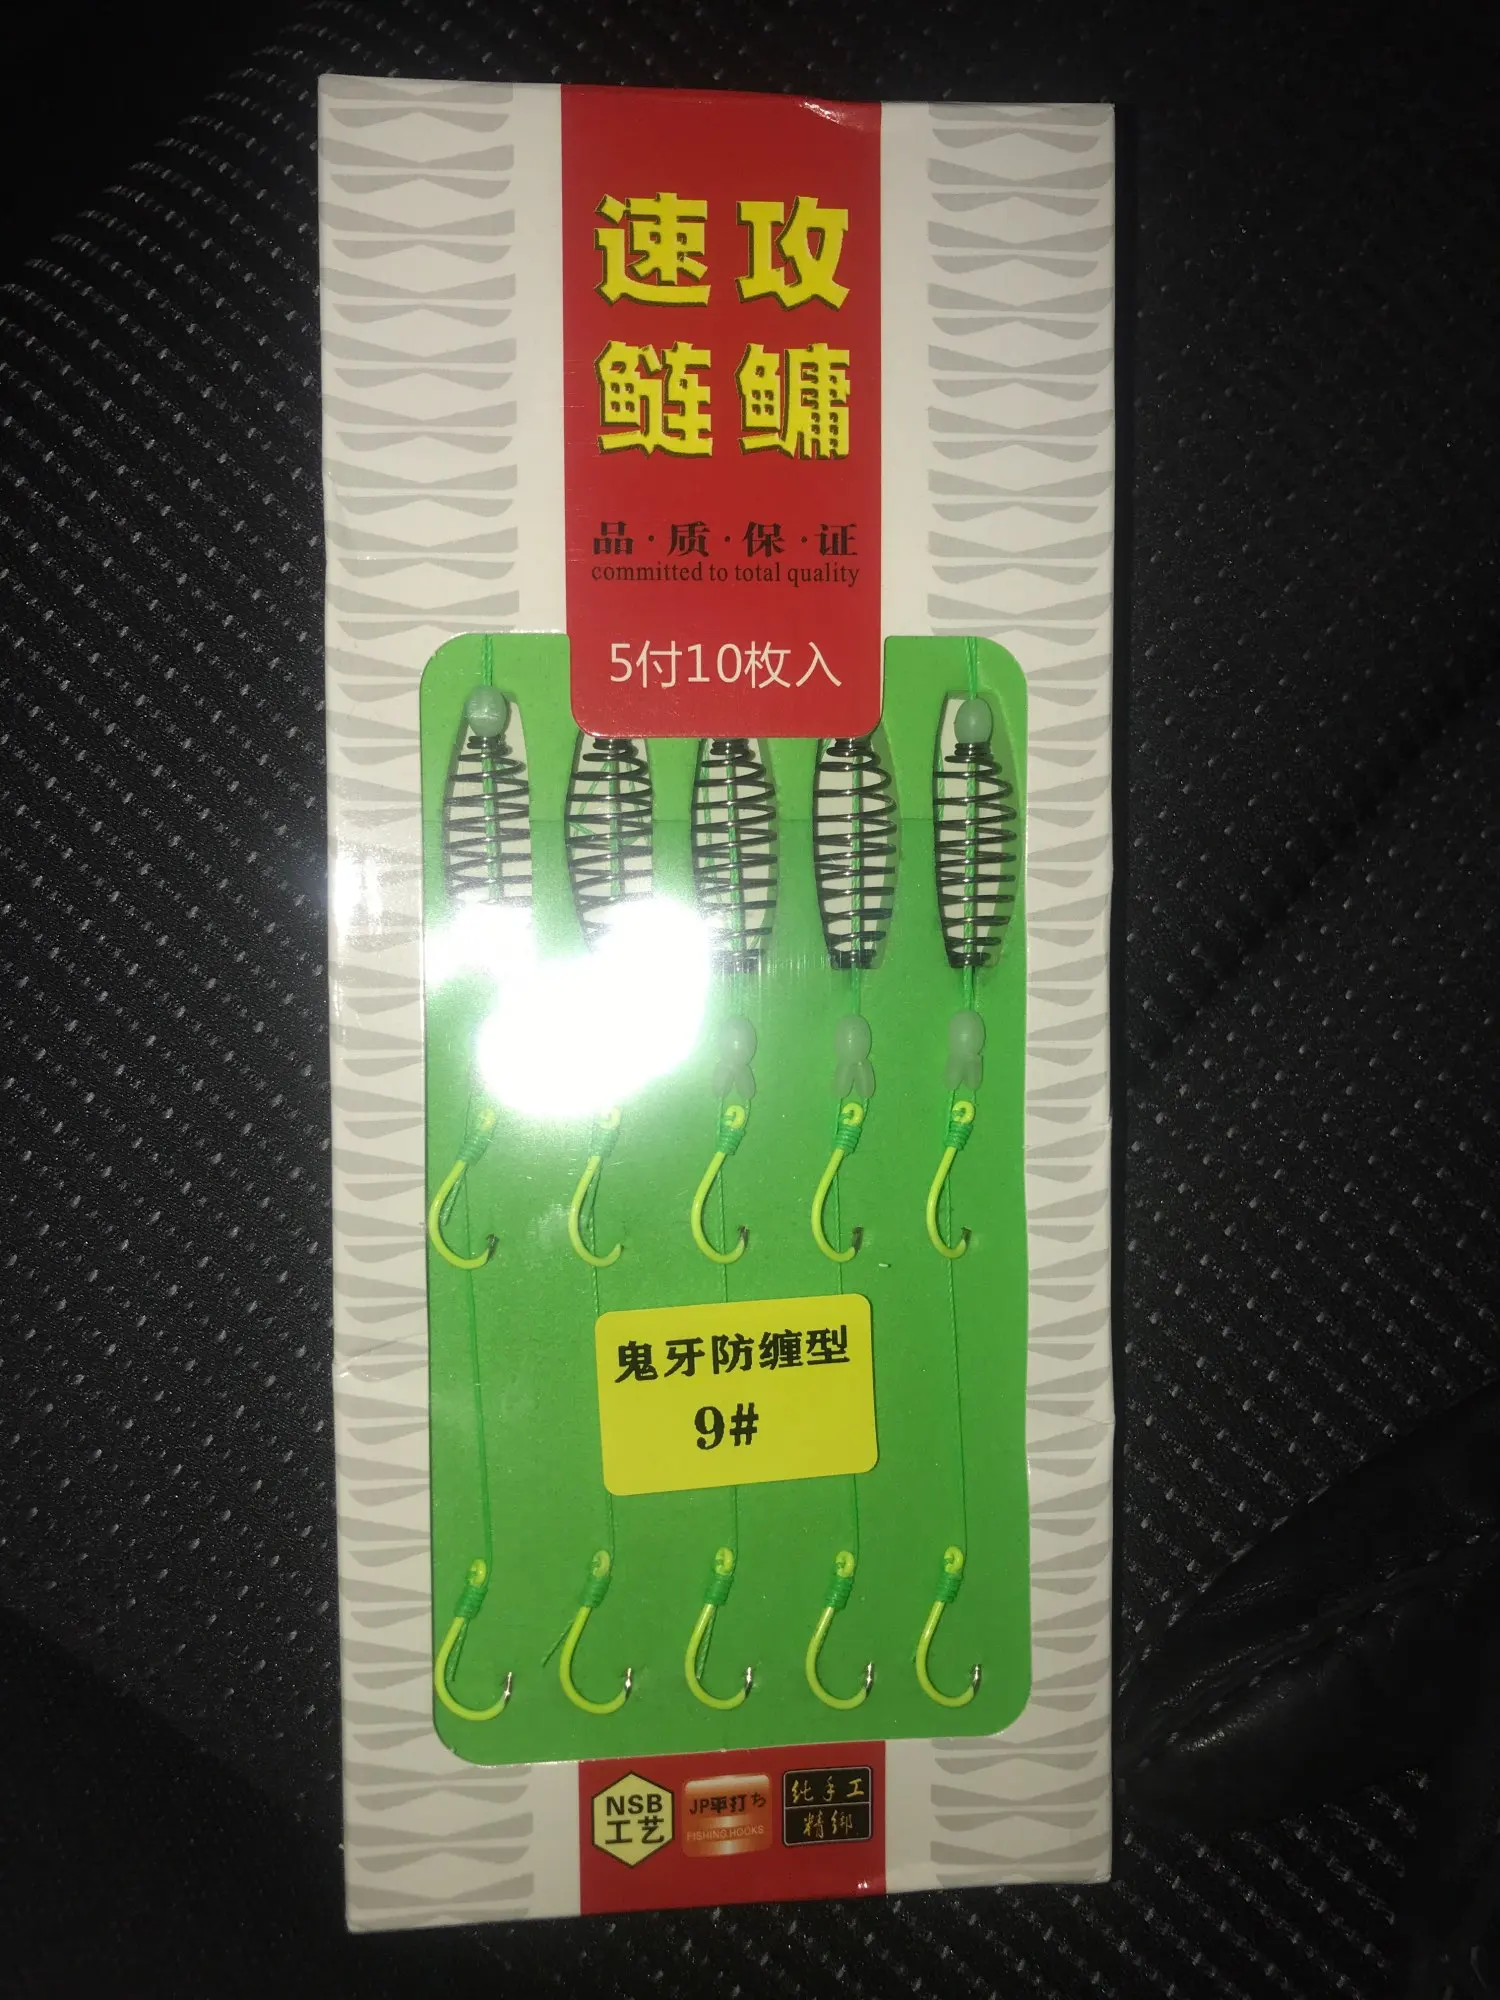 速攻
鲢鳙
品·质·保·证
committed to total quality
5付10枚入
鬼牙防缠型
9#
NSB
工艺
JP平打ち
FISHING HOOKS
纯手工
精绑